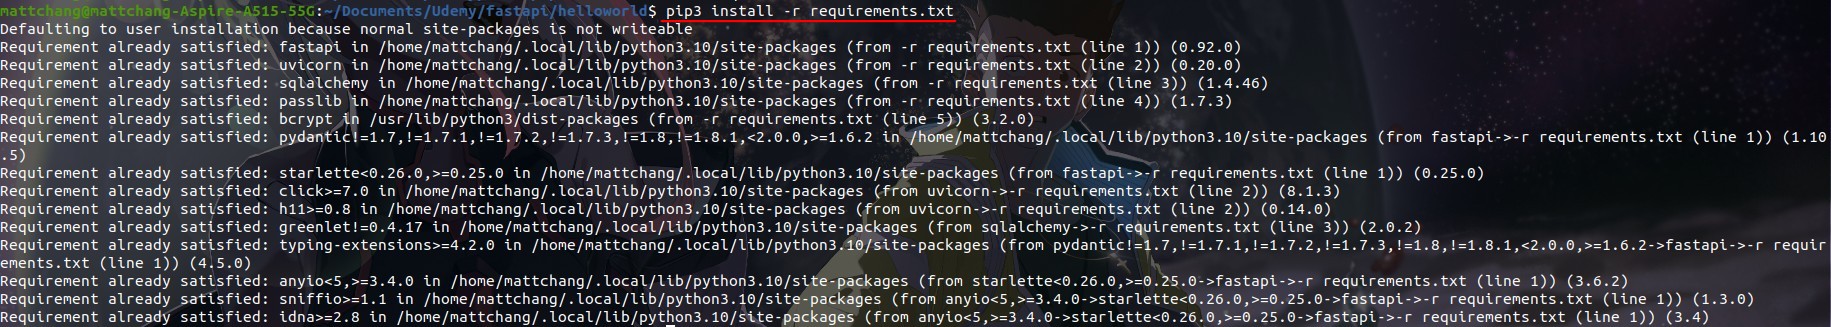 mattchang@mattchang-Aspire-A515-55G:~/Documents/Udemy/fastapi/helloworld$ pip3 install -r requirements.txt
Defaulting to user installation because normal site-packages is not writeable
Requirement already satisfied: fastapi in /home/mattchang/.local/lib/python3.10/site-packages (from -r requirements.txt (line 1)) (0.92.0)
Requirement already satisfied: uvicorn in /home/mattchang/.local/lib/python3.10/site-packages (from -r requirements.txt (line 2)) (0.20.0)
Requirement already satisfied: sqlalchemy in /home/mattchang/.local/lib/python3.10/site-packages (from -r requirements.txt (line 3)) (1.4.46)
Requirement already satisfied: passlib in /home/mattchang/.local/lib/python3.10/site-packages (from -r requirements.txt (line 4)) (1.7.3)
Requirement already satisfied: bcrypt in /usr/lib/python3/dist-packages (from -r requirements.txt (line 5)) (3.2.0)
Requirement already satisfied: pydantic!=1.7,!=1.7.1,!=1.7.2,!=1.7.3,!=1.8,!=1.8.1,<2.0.0,>=1.6.2 in /home/mattchang/.local/lib/python3.10/site-packages (from fastapi->-r requirements.txt (line 1)) (1.10
.5)
Requirement already satisfied: starlette<0.26.0,>=0.25.0 in /home/mattchang/.local/lib/python3.10/site-packages (from fastapi->-r requirements.txt (line 1)) (0.25.0)
Requirement already satisfied: click>=7.0 in /home/mattchang/.local/lib/python3.10/site-packages (from uvicorn->-r requirements.txt (line 2)) (8.1.3)
Requirement already satisfied: h11>=0.8 in /home/mattchang/.local/lib/python3.10/site-packages (from uvicorn->-r requirements.txt (line 2)) (0.14.0)
Requirement already satisfied: greenlet!=0.4.17 in /home/mattchang/.local/lib/python3.10/site-packages (from sqlalchemy->-r requirements.txt (line 3)) (2.0.2)
Requirement already satisfied: typing-extensions>=4.2.0 in /home/mattchang/.local/lib/python3.10/site-packages (from pydantic!=1.7,!=1.7.1,!=1.7.2,!=1.7.3,!=1.8,!=1.8.1,<2.0.0,>=1.6.2->fastapi->-r requir
ements.txt (line 1)) (4.5.0)
Requirement already satisfied: anyio<5,>=3.4.0 in /home/mattchang/.local/lib/python3.10/site-packages (from starlette<0.26.0,>=0.25.0->fastapi->-r requirements.txt (line 1)) (3.6.2)
Requirement already satisfied: sniffio>=1.1 in /home/mattchang/.local/lib/python3.10/site-packages (from anyio<5,>=3.4.0->starlette<0.26.0,>=0.25.0->fastapi->-r requirements.txt (line 1)) (1.3.0)
Requirement already satisfied: idna>=2.8 in /home/mattchang/.local/lib/python3.10/site-packages (from anyio<5,>=3.4.0->starlette<0.26.0,>=0.25.0->fastapi->-r requirements.txt (line 1)) (3.4)